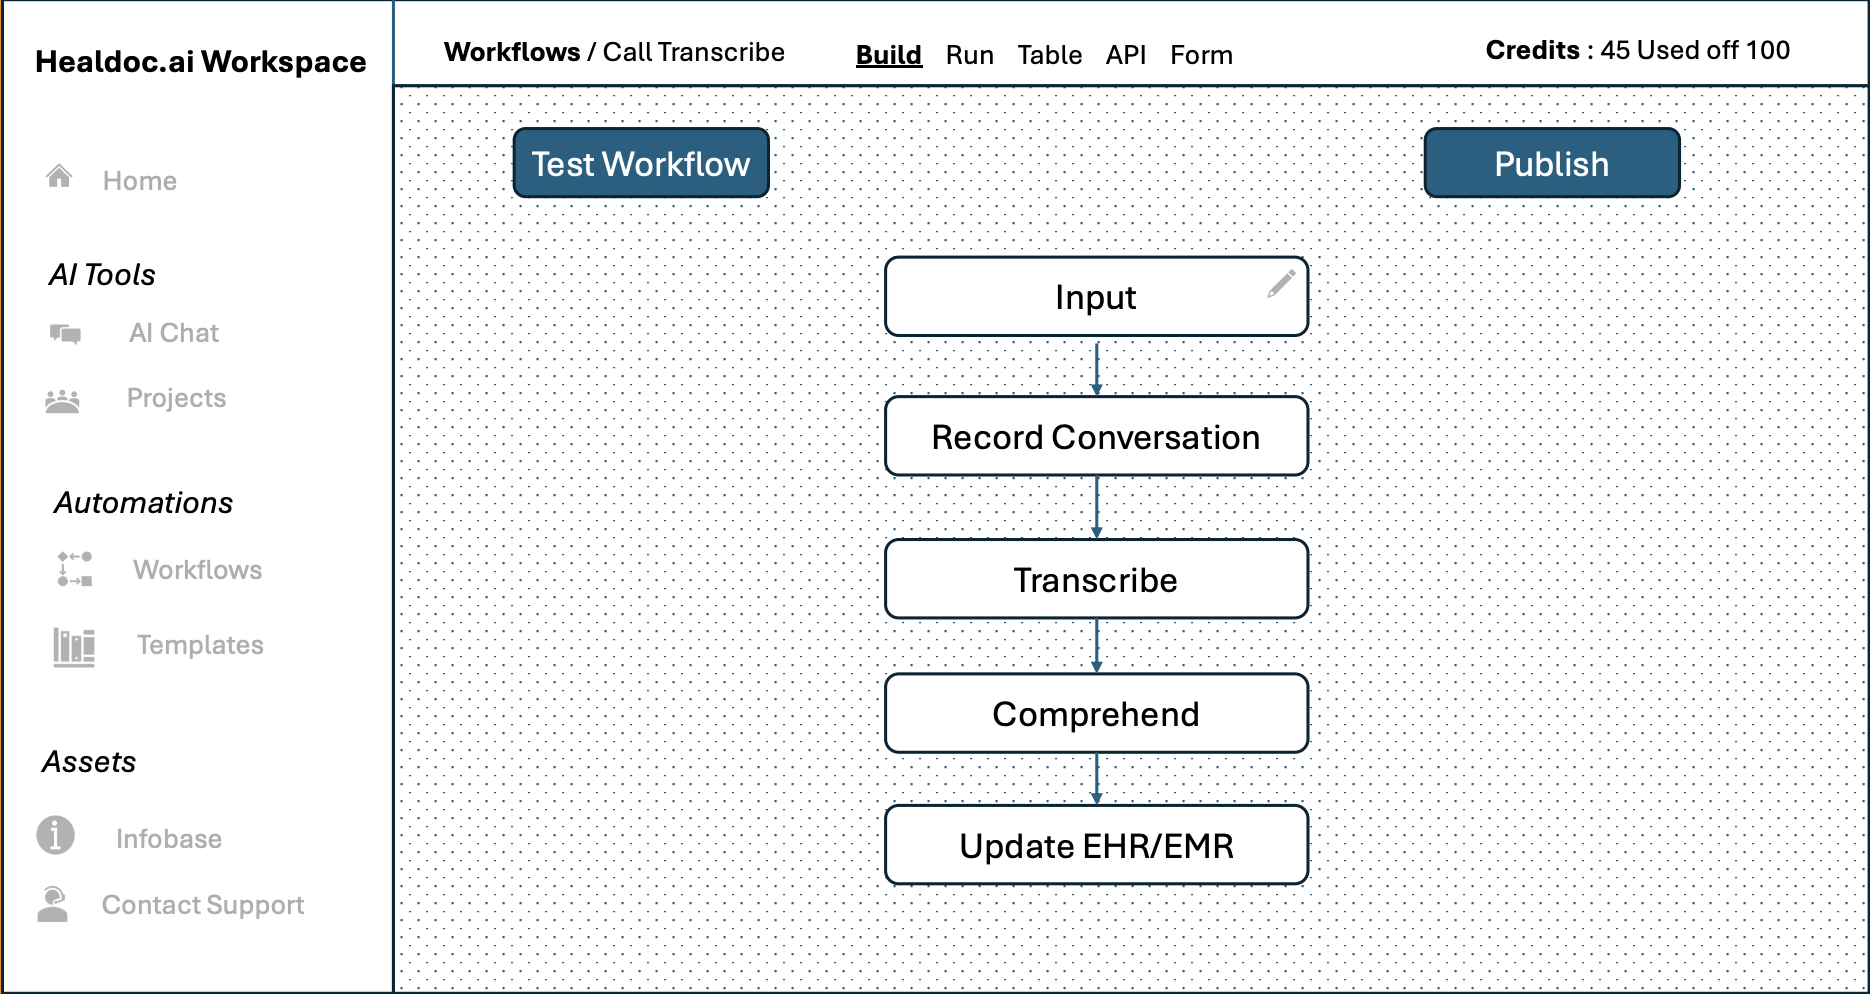 Healdoc.ai Workspace
Home
AI Tools
AI Chat
Projects
Automations
Workflows
Templates
Assets
Infobase
Contact Support
Workflows / Call Transcribe
Build Run Table API Form
Credits : 45 Used off 100
Test Workflow
Publish
Input
Record Conversation
Transcribe
Comprehend
Update EHR/EMR